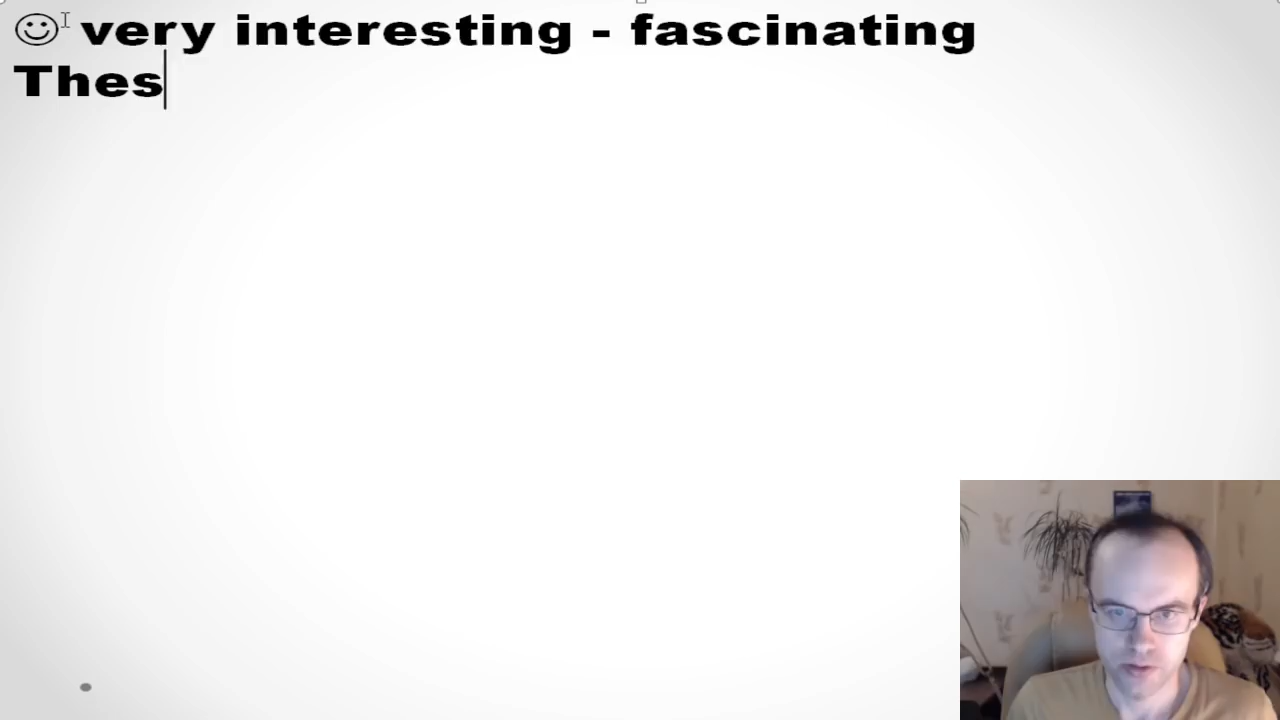 ☺ very interesting - fascinating
Thes